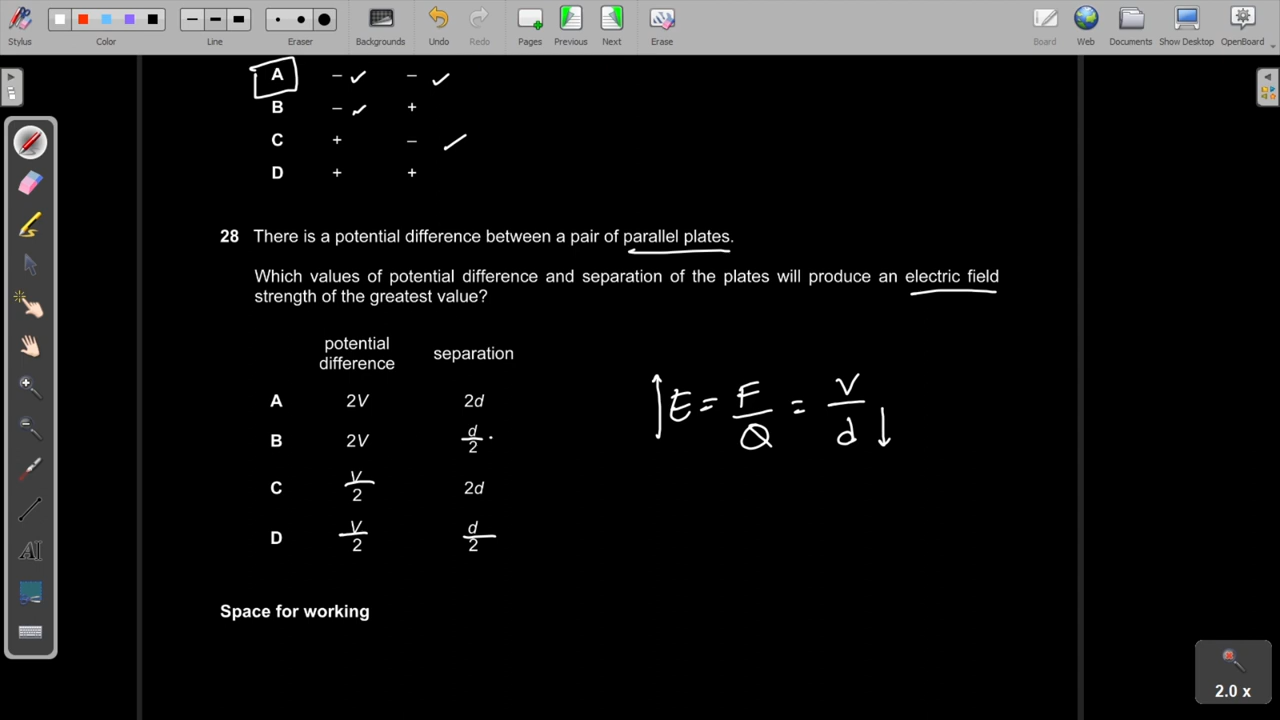 Stylus Color Line Eraser Backgrounds Undo Redo Pages Previous Next Erase Board Web Documents Show Desktop OpenBoard
A − ✓ − ✓
B − ✓ +
C + − ✓
D + +
28 There is a potential difference between a pair of parallel plates.
Which values of potential difference and separation of the plates will produce an electric field
strength of the greatest value?
potential
difference separation
A 2V 2d
B 2V d/2
C V/2 2d
D V/2 d/2
↑E = F/Q = V/d ↓
Space for working
2.0 x